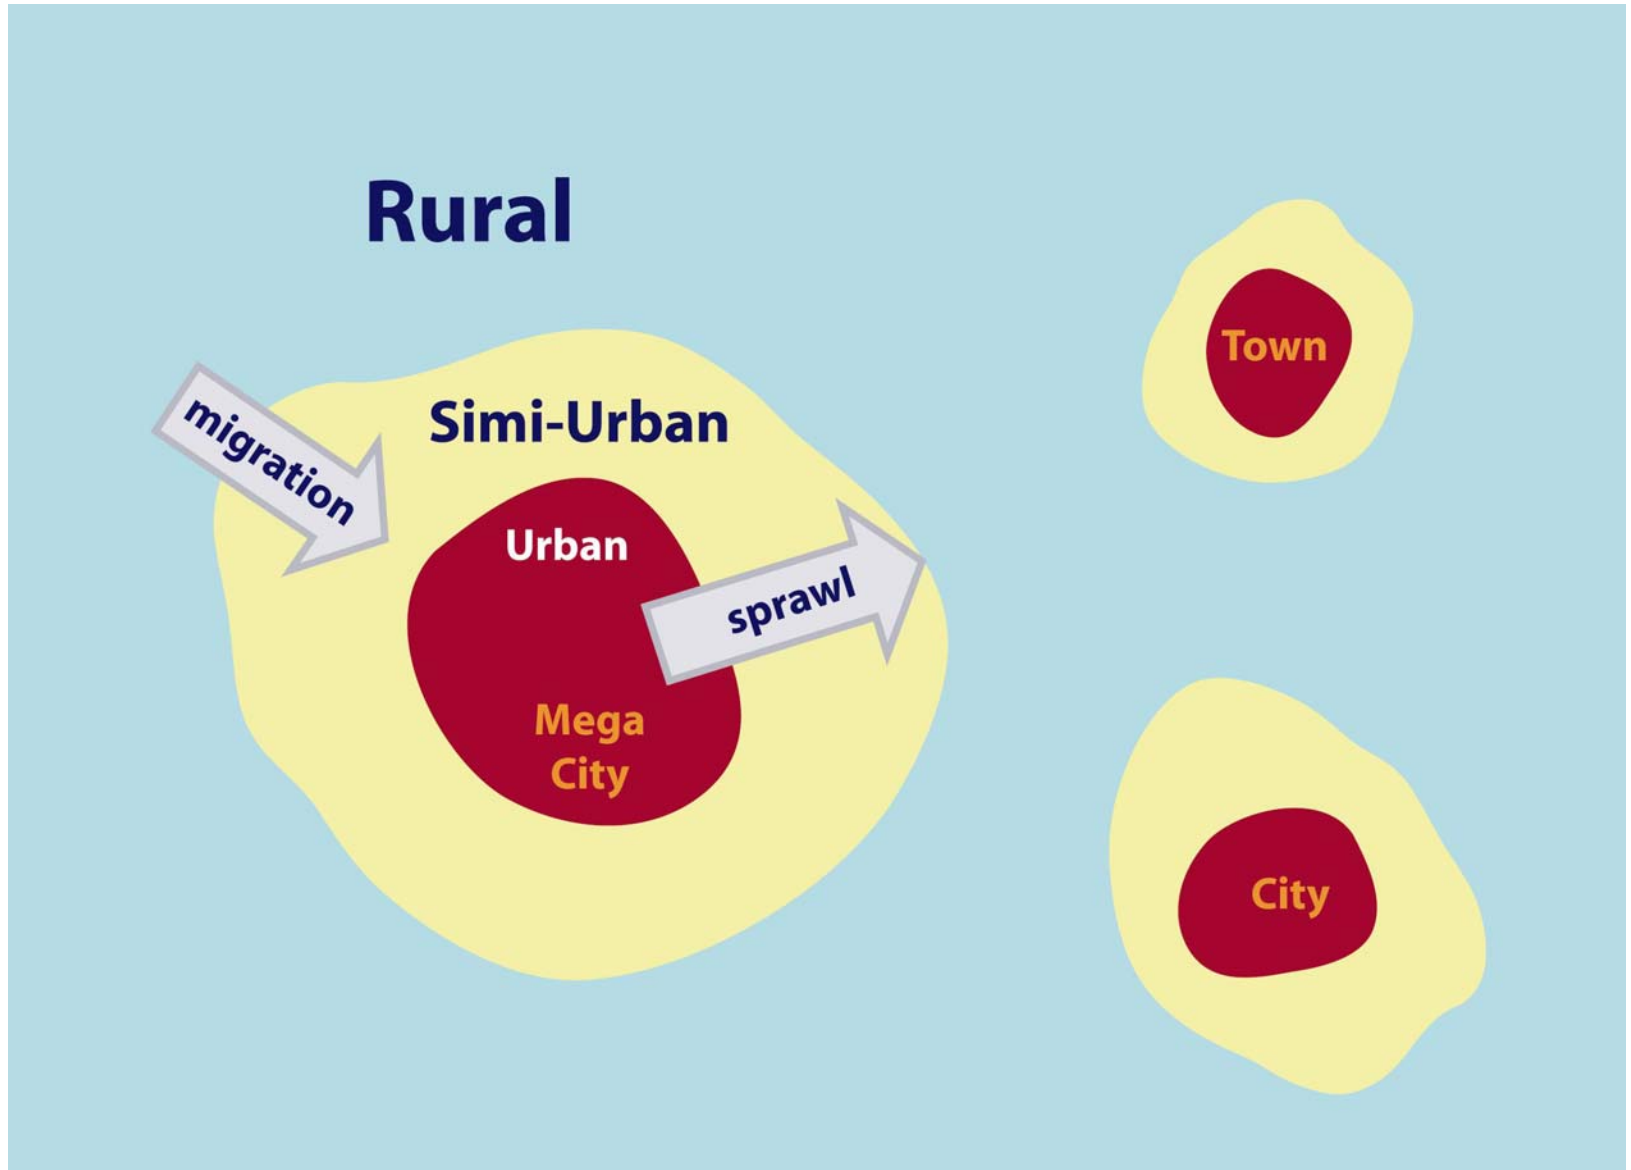 Rural
Town
migration
Simi-Urban
Urban
sprawl
Mega
City
City